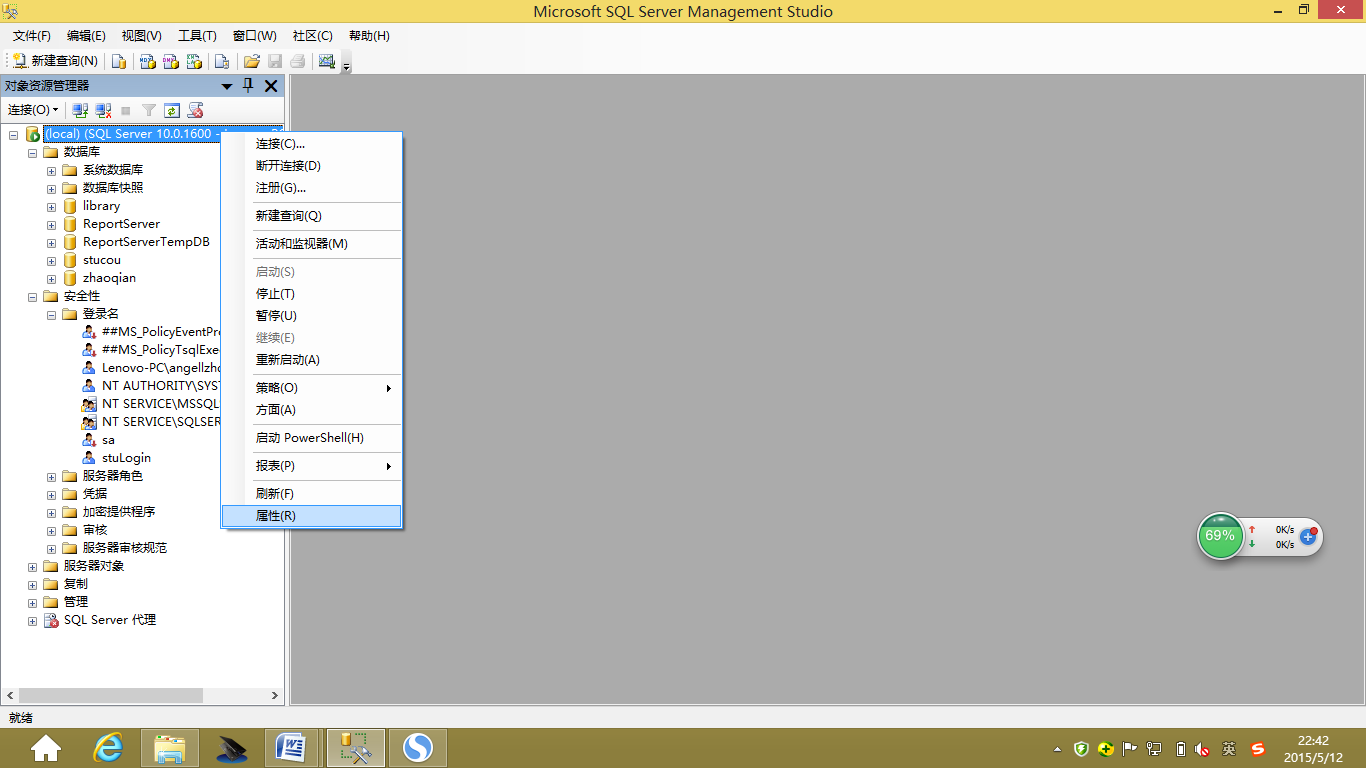 Microsoft SQL Server Management Studio
文件(F) 编辑(E) 视图(V) 工具(T) 窗口(W) 社区(C) 帮助(H)
新建查询(N)
对象资源管理器
连接(O)
(local) (SQL Server 10.0.1600 -
数据库
系统数据库
数据库快照
library
ReportServer
ReportServerTempDB
stucou
zhaoqian
安全性
登录名
##MS_PolicyEventPro
##MS_PolicyTsqlExe
Lenovo-PC\angellzho
NT AUTHORITY\SYST
NT SERVICE\MSSQL
NT SERVICE\SQLSER
sa
stuLogin
服务器角色
凭据
加密提供程序
审核
服务器审核规范
服务器对象
复制
管理
SQL Server 代理
连接(C)...
断开连接(D)
注册(G)...
新建查询(Q)
活动和监视器(M)
启动(S)
停止(T)
暂停(U)
继续(E)
重新启动(A)
策略(O)
方面(A)
启动 PowerShell(H)
报表(P)
刷新(F)
属性(R)
69%
0K/s
0K/s
就绪
英
22:42
2015/5/12